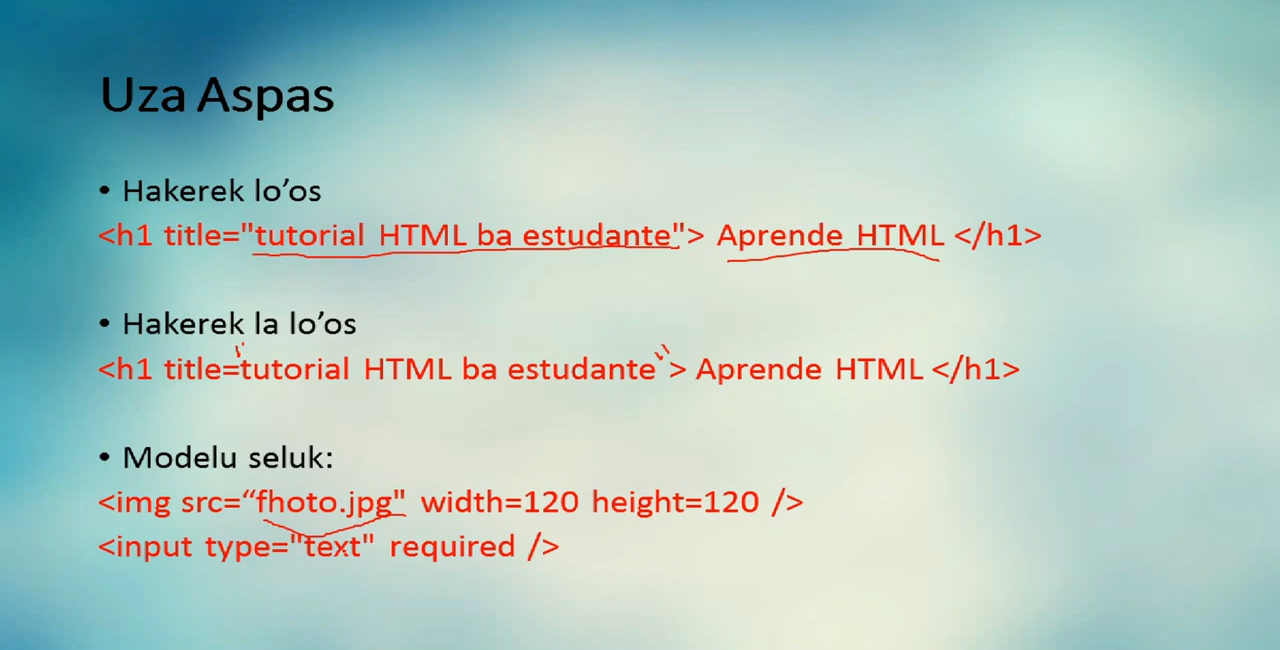 Uza Aspas
• Hakerek lo’os
<h1 title="tutorial HTML ba estudante"> Aprende HTML </h1>
• Hakerek la lo’os
<h1 title=tutorial HTML ba estudante > Aprende HTML </h1>
• Modelu seluk:
<img src=“fhoto.jpg" width=120 height=120 />
<input type="text" required />